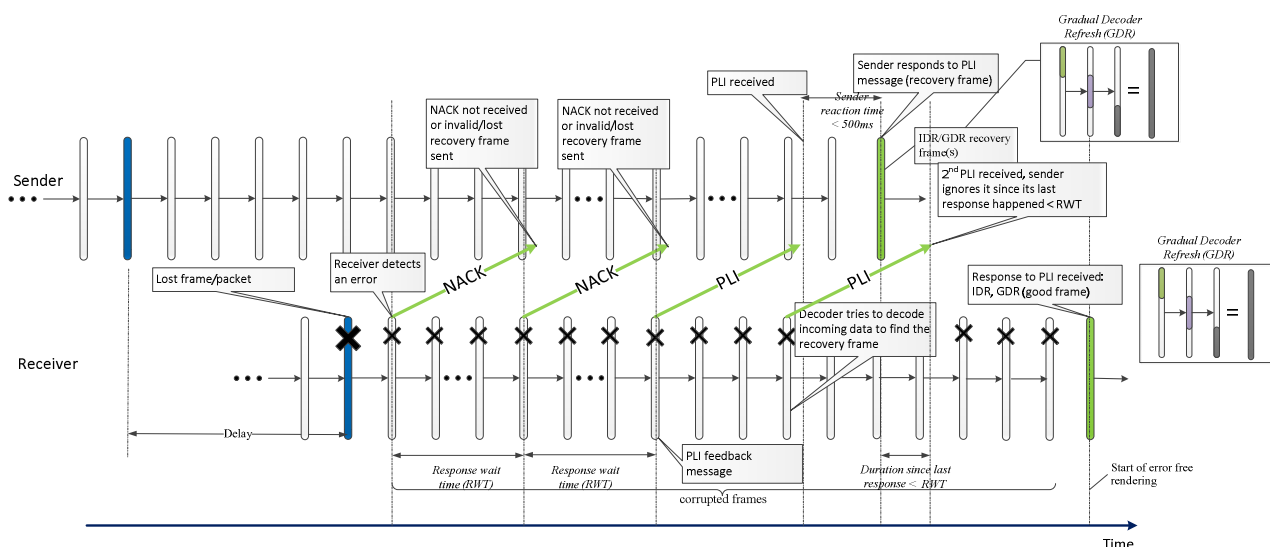 Gradual Decoder
Refresh (GDR)
=
Sender responds to PLI
message (recovery frame)
PLI received
Sender
reaction time
< 500ms
NACK not received
or invalid/lost
recovery frame
sent
NACK not received
or invalid/lost
recovery frame
sent
IDR/GDR recovery
frame(s)
2nd PLI received, sender
ignores it since its last
response happened < RWT
Sender
Gradual Decoder
Refresh (GDR)
=
Lost frame/packet
Receiver detects
an error
NACK
NACK
PLI
PLI
Response to PLI received:
IDR, GDR (good frame)
Decoder tries to decode
incoming data to find the
recovery frame
Receiver
Delay
PLI feedback
message
Response wait
time (RWT)
Response wait
time (RWT)
Duration since last
response < RWT
corrupted frames
Start of error free
rendering
Time